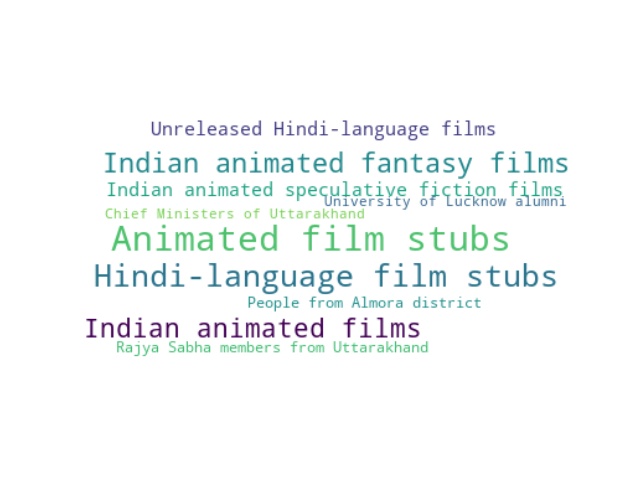 Unreleased Hindi-language films
Indian animated fantasy films
Indian animated speculative fiction films
University of Lucknow alumni
Chief Ministers of Uttarakhand
Animated film stubs
Hindi-language film stubs
People from Almora district
Indian animated films
Rajya Sabha members from Uttarakhand